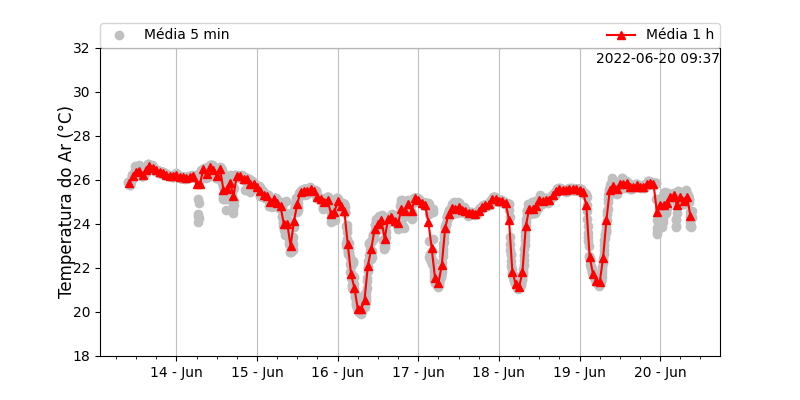 Média 5 min
Média 1 h
2022-06-20 09:37
Temperatura do Ar (°C)
32
30
28
26
24
22
20
18
14 - Jun
15 - Jun
16 - Jun
17 - Jun
18 - Jun
19 - Jun
20 - Jun